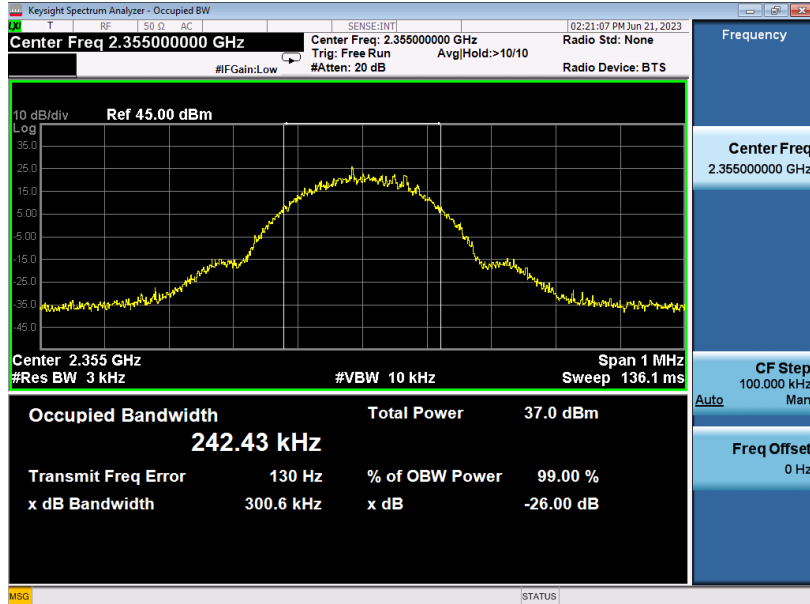 Keysight Spectrum Analyzer - Occupied BW
LXI T RF 50 Ω AC SENSE:INT 02:21:07 PM Jun 21, 2023
Center Freq 2.355000000 GHz
Center Freq: 2.355000000 GHz Radio Std: None
Trig: Free Run Avg|Hold:>10/10
#IFGain:Low #Atten: 20 dB Radio Device: BTS
10 dB/div Ref 45.00 dBm
Log
35.0
25.0
15.0
5.00
-5.00
-15.0
-25.0
-35.0
-45.0
Center 2.355 GHz Span 1 MHz
#Res BW 3 kHz #VBW 10 kHz Sweep 136.1 ms
Occupied Bandwidth Total Power 37.0 dBm
242.43 kHz
Transmit Freq Error 130 Hz % of OBW Power 99.00 %
x dB Bandwidth 300.6 kHz x dB -26.00 dB
MSG STATUS
Frequency
Center Freq
2.355000000 GHz
CF Step
100.000 kHz
Auto Man
Freq Offset
0 Hz